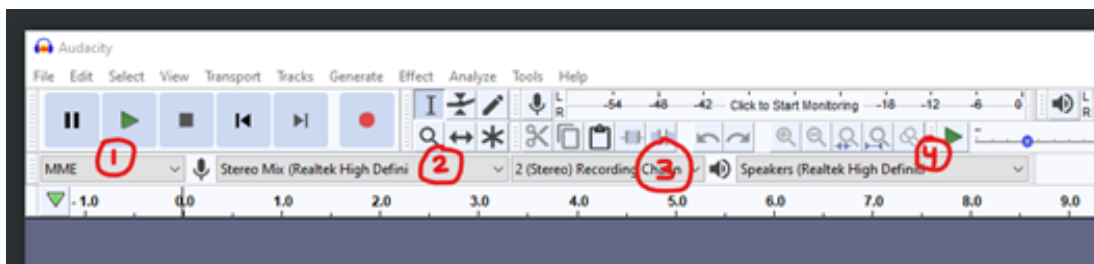 Audacity
File Edit Select View Transport Tracks Generate Effect Analyze Tools Help
L
R
-54 -48 -42 Click to Start Monitoring -18 -12 -6 0
L
R
1 2 3 4
MME Stereo Mix (Realtek High Defini 2 (Stereo) Recording Speakers (Realtek High Definiti
- 1.0 0.0 1.0 2.0 3.0 4.0 5.0 6.0 7.0 8.0 9.0